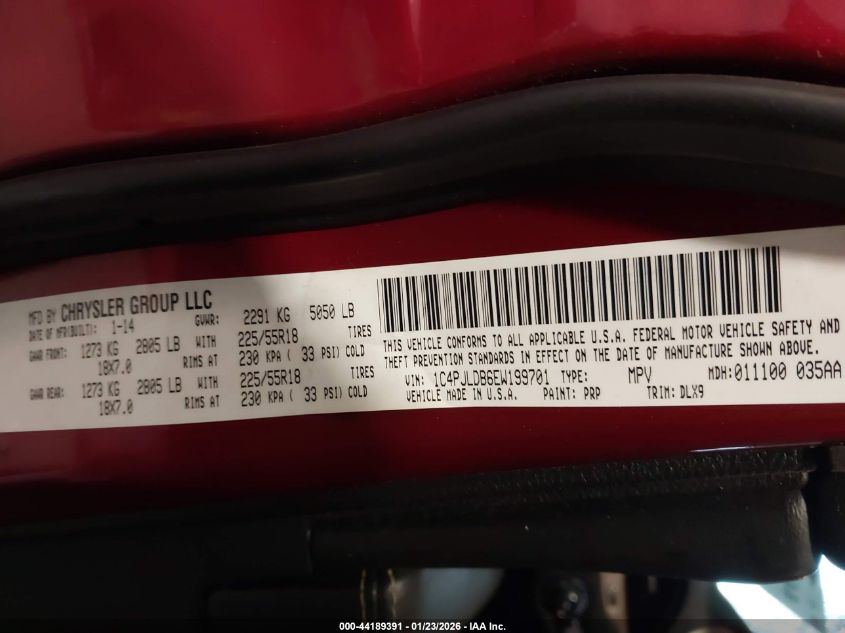 MFD BY CHRYSLER GROUP LLC
DATE OF MFR(BUILT): 1-14 GVWR: 2291 KG 5050 LB
GAWR FRONT: 1273 KG 2805 LB WITH 225/55R18 TIRES
18X7.0 RIMS AT 230 KPA ( 33 PSI) COLD
GAWR REAR: 1273 KG 2805 LB WITH 225/55R18 TIRES
18X7.0 RIMS AT 230 KPA ( 33 PSI) COLD
THIS VEHICLE CONFORMS TO ALL APPLICABLE U.S.A. FEDERAL MOTOR VEHICLE SAFETY AND
THEFT PREVENTION STANDARDS IN EFFECT ON THE DATE OF MANUFACTURE SHOWN ABOVE.
VIN: 1C4PJLDB6EW199701 TYPE: MPV MDH:011100 035AA
VEHICLE MADE IN U.S.A. PAINT: PRP TRIM: DLX9
000-44189391 - 01/23/2026 - IAA Inc.